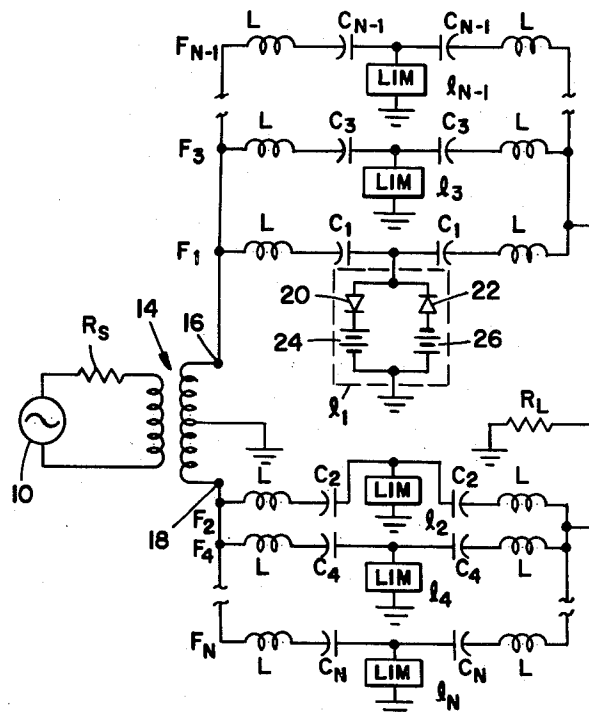 L C_{N-1} C_{N-1} L
F_{N-1} LIM ℓ_{N-1}
L C_3 C_3 L
F_3 LIM ℓ_3
L C_1 C_1 L
F_1
20 22
24 26
14 16
R_S ℓ_1 R_L
10
L C_2 C_2 L
18 F_2 LIM ℓ_2
F_4 L C_4 LIM C_4 L
ℓ_4
F_N L C_N LIM C_N L
ℓ_N